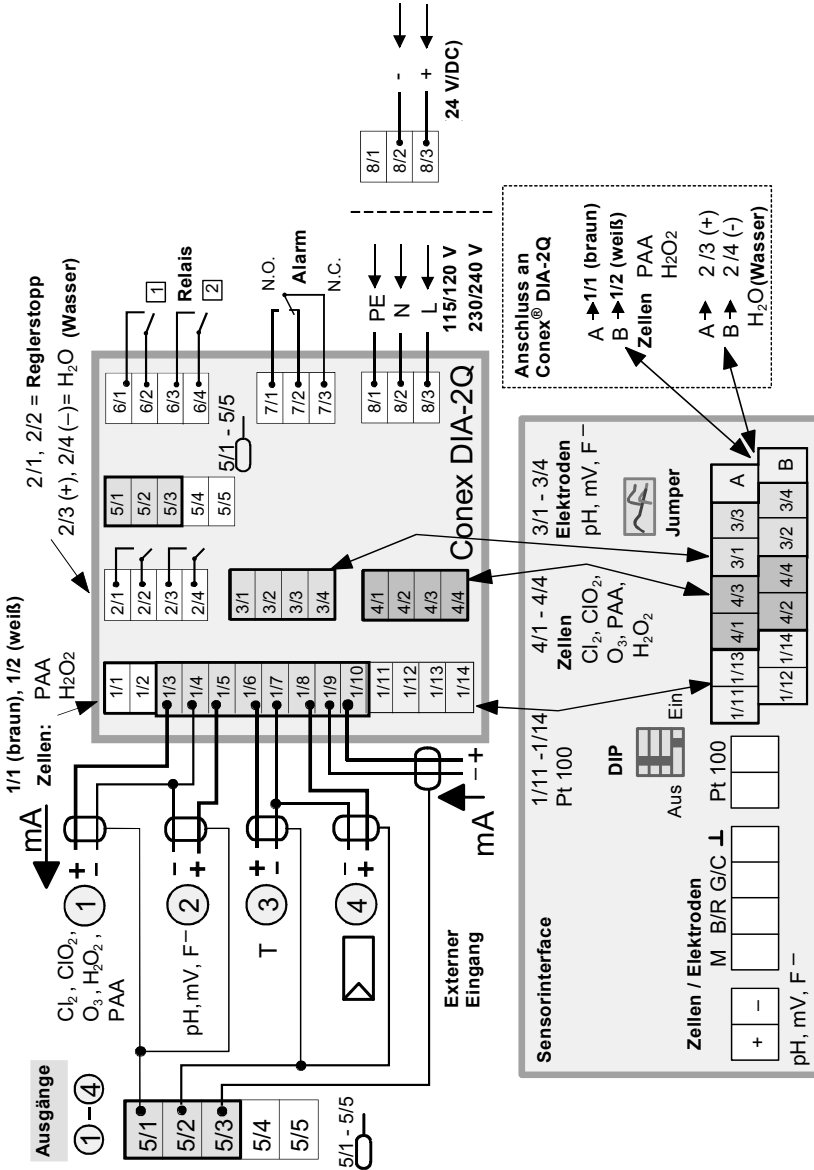 Ausgänge
1 – 4
5/1
5/2
5/3
5/4
5/5
5/1 - 5/5
Cl2, ClO2,
O3, H2O2,
PAA
mA
1
+
–
pH, mV, F–
2
–
+
T
3
+
–
4
–
+
Externer
Eingang
mA
– +
1/1 (braun), 1/2 (weiß)
Zellen: PAA
H2O2
1/1
1/2
1/3
1/4
1/5
1/6
1/7
1/8
1/9
1/10
1/11
1/12
1/13
1/14
2/1, 2/2 = Reglerstopp
2/3 (+), 2/4 (–)= H2O (Wasser)
2/1
2/2
2/3
2/4
3/1
3/2
3/3
3/4
4/1
4/2
4/3
4/4
5/1
5/2
5/3
5/4
5/5
5/1 - 5/5
6/1
6/2
6/3
6/4
1
Relais
2
7/1
7/2
7/3
N.O.
Alarm
N.C.
8/1
8/2
8/3
PE
N
L
115/120 V
230/240 V
Conex DIA-2Q
8/1
8/2
8/3
-
+
24 V/DC)
Sensorinterface
1/11 -1/14
Pt 100
DIP
Aus
Ein
4/1 - 4/4
Zellen
Cl2, ClO2,
O3, PAA,
H2O2
3/1 - 3/4
Elektroden
pH, mV, F–
Jumper
Zellen / Elektroden
M B/R G/C ⊥
Pt 100
+ –
pH, mV, F–
1/11 1/13 4/1 4/3 3/1 3/3 A
1/12 1/14 4/2 4/4 3/2 3/4 B
Anschluss an
Conex® DIA-2Q
A 1/1 (braun)
B 1/2 (weiß)
Zellen PAA
H2O2
A 2/3 (+)
B 2/4 (-)
H2O(Wasser)